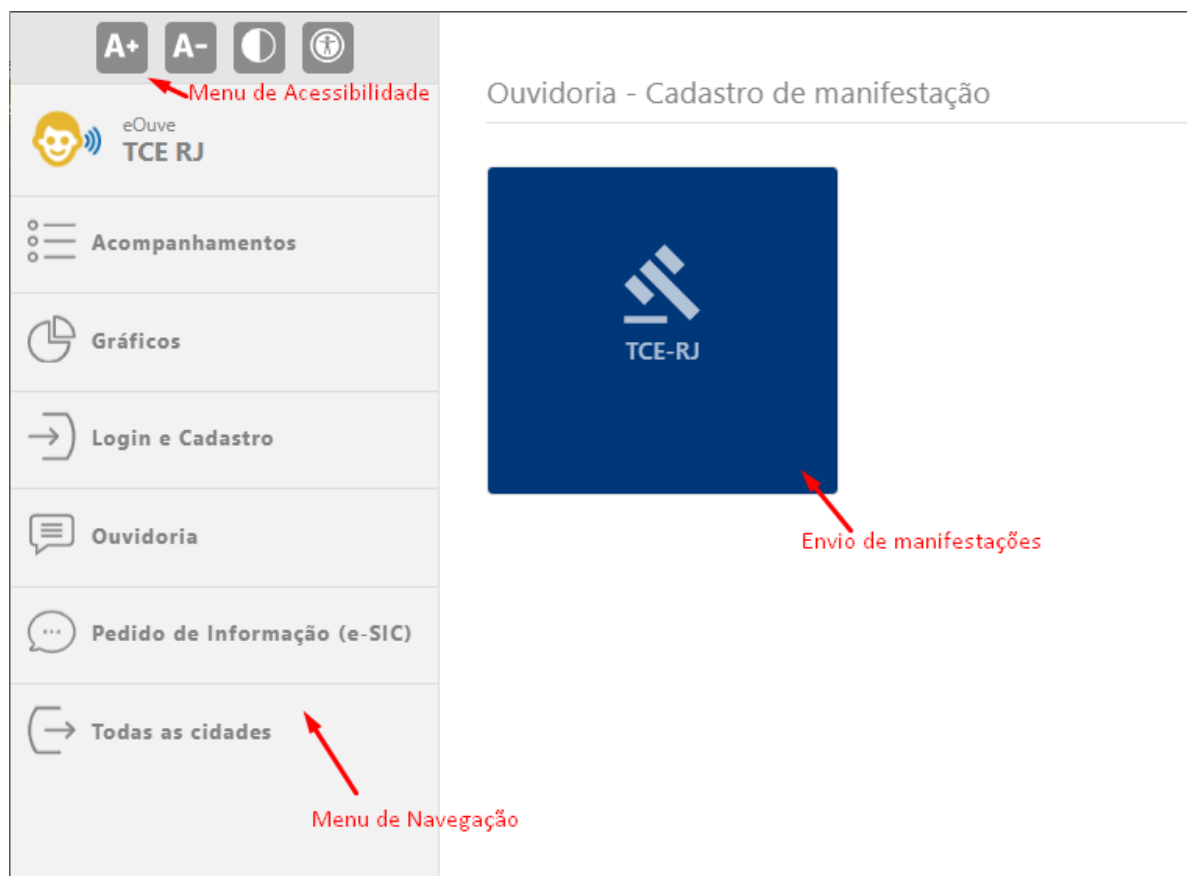 A+ A-
Menu de Acessibilidade
eOuve
TCE RJ
Acompanhamentos
Gráficos
Login e Cadastro
Ouvidoria
Pedido de Informação (e-SIC)
Todas as cidades
Menu de Navegação
Ouvidoria - Cadastro de manifestação
TCE-RJ
Envio de manifestações